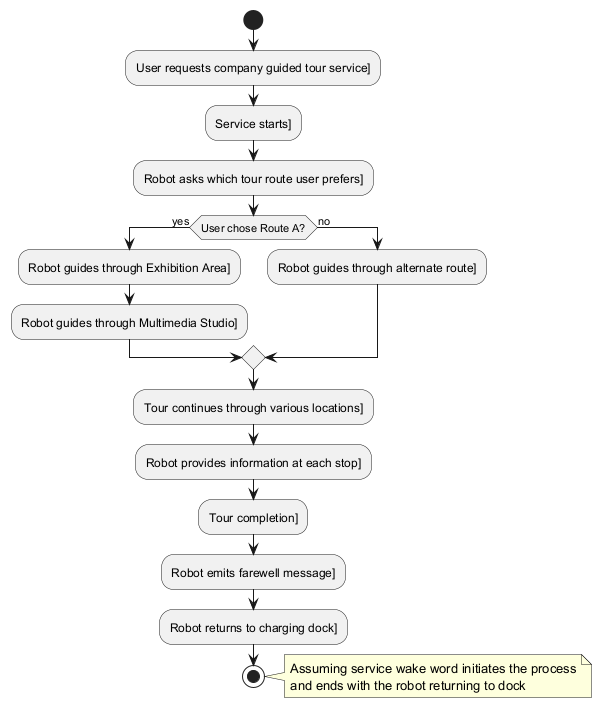 User requests company guided tour service]
Service starts]
Robot asks which tour route user prefers]
yes
User chose Route A?
no
Robot guides through Exhibition Area]
Robot guides through alternate route]
Robot guides through Multimedia Studio]
Tour continues through various locations]
Robot provides information at each stop]
Tour completion]
Robot emits farewell message]
Robot returns to charging dock]
Assuming service wake word initiates the process
and ends with the robot returning to dock